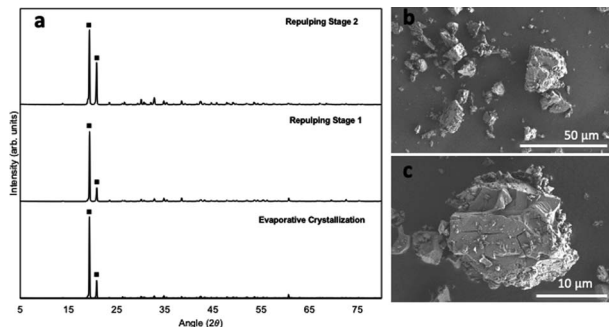 a
Repulping Stage 2
Repulping Stage 1
Evaporative Crystallization
Intensity (arb. units)
5 15 25 35 45 55 65 75
Angle (2θ)
b
50 µm
c
10 µm